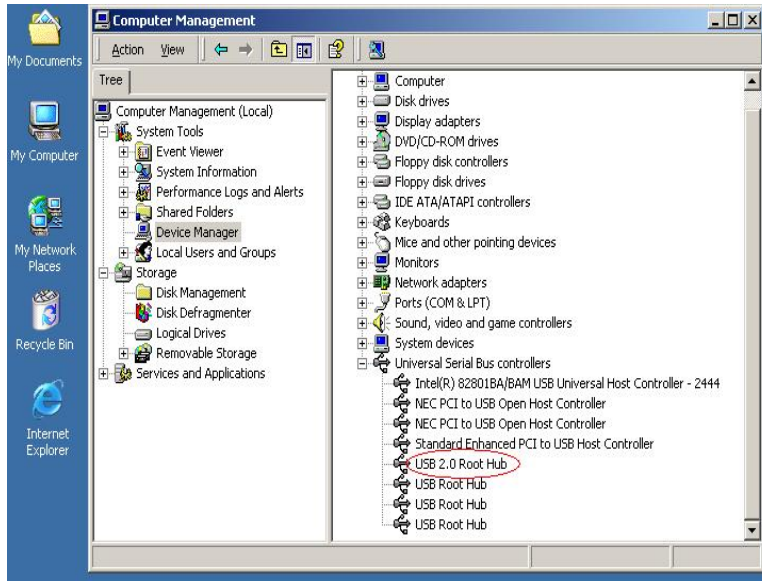 My Documents
My Computer
My Network
Places
Recycle Bin
Internet
Explorer
Computer Management
Action View
Tree
Computer Management (Local)
System Tools
Event Viewer
System Information
Performance Logs and Alerts
Shared Folders
Device Manager
Local Users and Groups
Storage
Disk Management
Disk Defragmenter
Logical Drives
Removable Storage
Services and Applications
Computer
Disk drives
Display adapters
DVD/CD-ROM drives
Floppy disk controllers
Floppy disk drives
IDE ATA/ATAPI controllers
Keyboards
Mice and other pointing devices
Monitors
Network adapters
Ports (COM & LPT)
Sound, video and game controllers
System devices
Universal Serial Bus controllers
Intel(R) 82801BA/BAM USB Universal Host Controller - 2444
NEC PCI to USB Open Host Controller
NEC PCI to USB Open Host Controller
Standard Enhanced PCI to USB Host Controller
USB 2.0 Root Hub
USB Root Hub
USB Root Hub
USB Root Hub